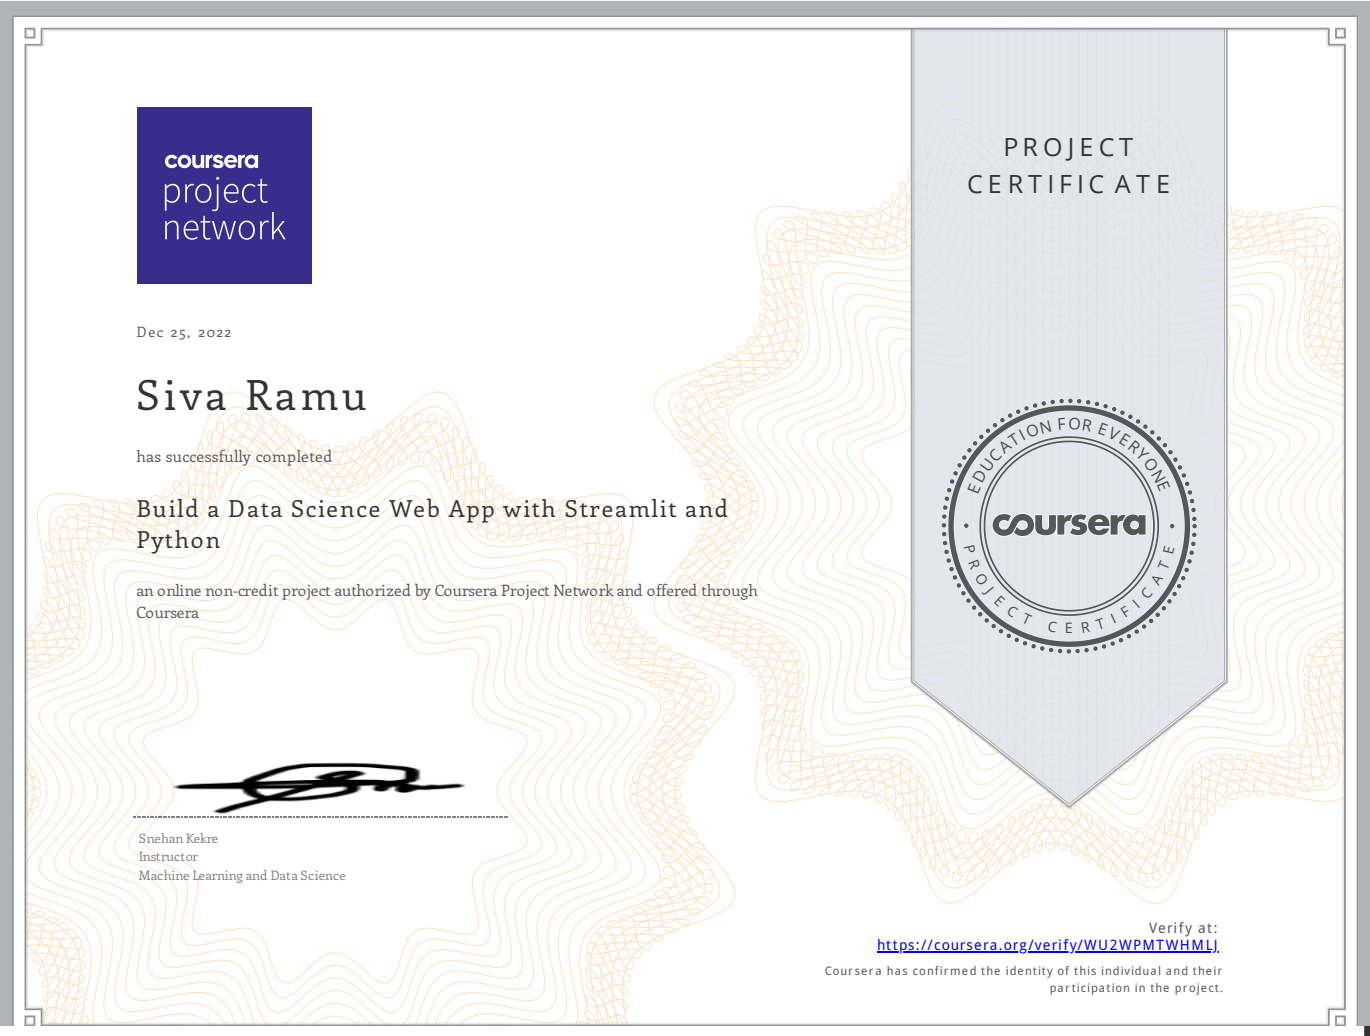 coursera
project
network
PROJECT
CERTIFICATE
Dec 25, 2022
Siva Ramu
has successfully completed
Build a Data Science Web App with Streamlit and
Python
an online non-credit project authorized by Coursera Project Network and offered through
Coursera
EDUCATION FOR EVERYONE
coursera
PROJECT CERTIFICATE
Snehan Kekre
Instructor
Machine Learning and Data Science
Verify at:
https://coursera.org/verify/WU2WPMTWHMLJ
Coursera has confirmed the identity of this individual and their
participation in the project.